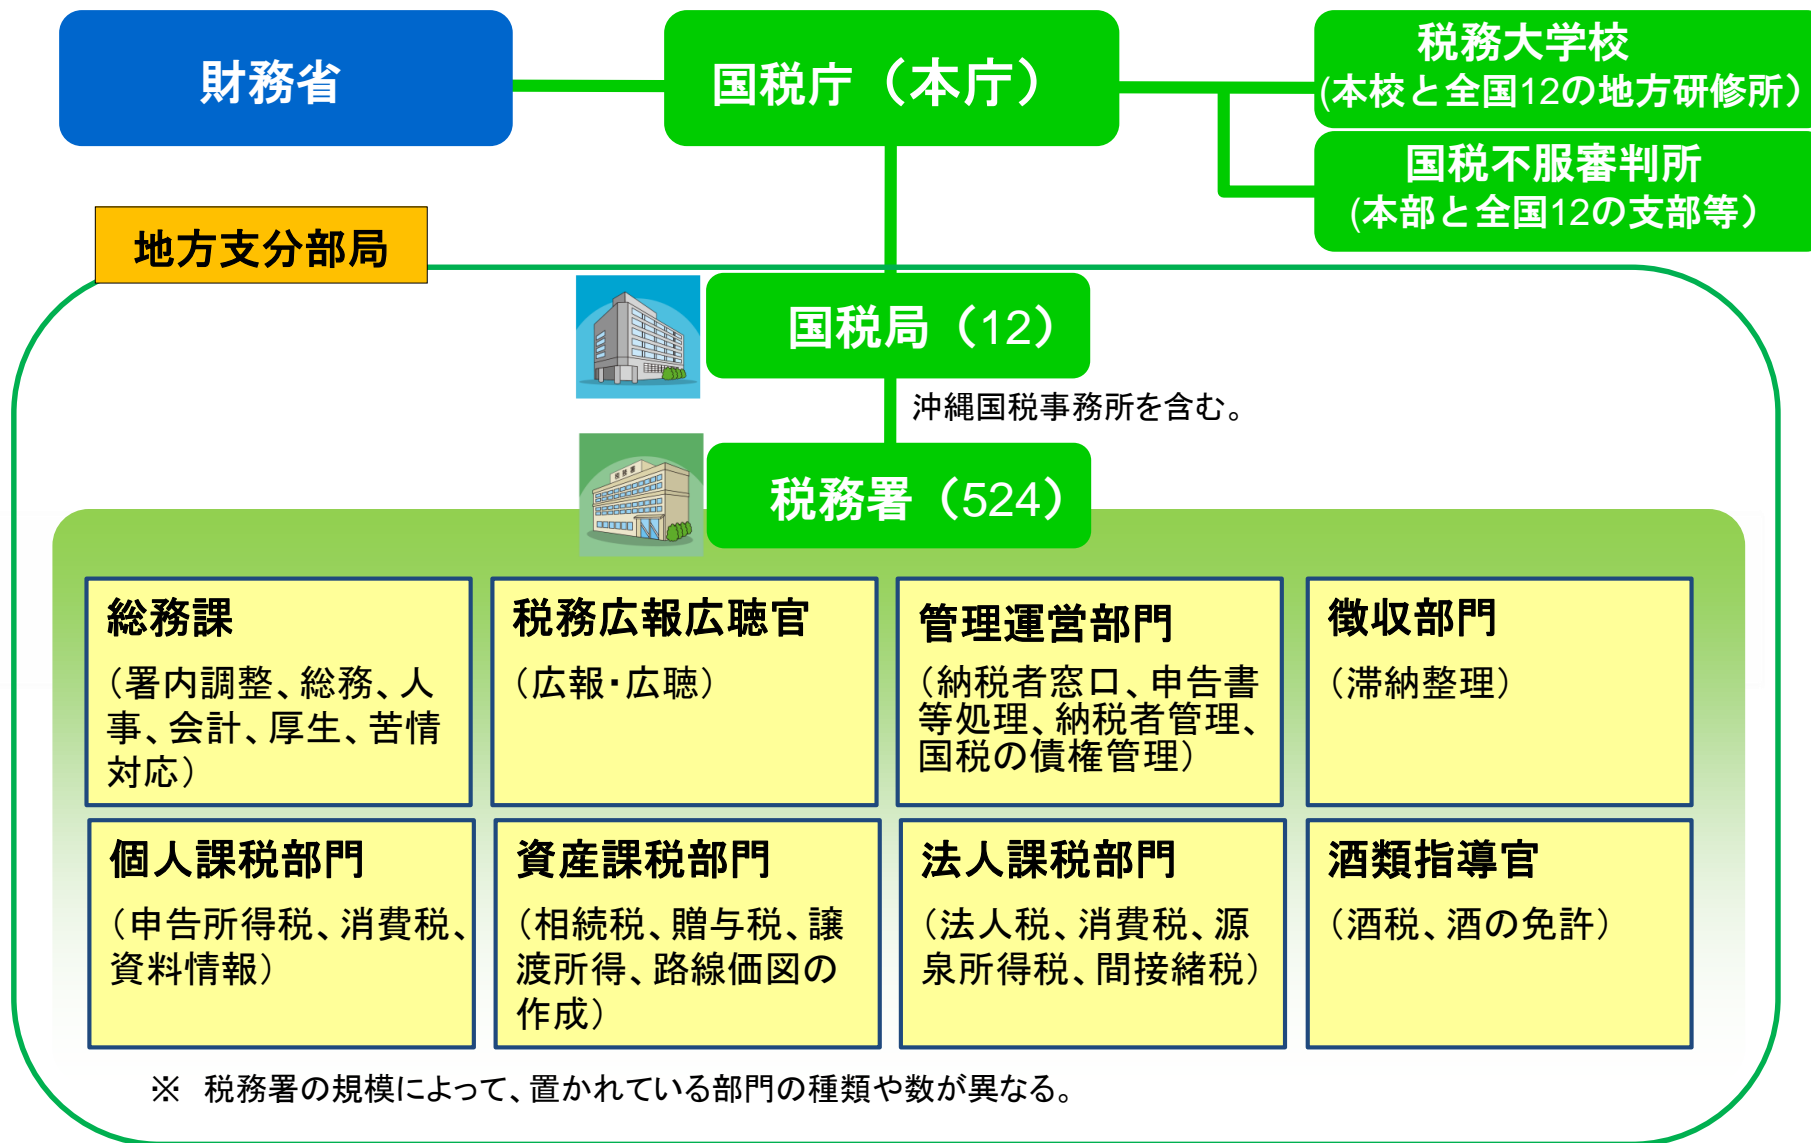 財務省
国税庁（本庁）
税務大学校
(本校と全国12の地方研修所）
国税不服審判所
(本部と全国12の支部等）
地方支分部局
国税局（12）
沖縄国税事務所を含む。
税務署
税務署（524）
総務課
（署内調整、総務、人
事、会計、厚生、苦情
対応）
税務広報広聴官
（広報・広聴）
管理運営部門
（納税者窓口、申告書
等処理、納税者管理、
国税の債権管理）
徴収部門
（滞納整理）
個人課税部門
（申告所得税、消費税、
資料情報）
資産課税部門
（相続税、贈与税、譲
渡所得、路線価図の
作成）
法人課税部門
（法人税、消費税、源
泉所得税、間接緒税）
酒類指導官
（酒税、酒の免許）
※　税務署の規模によって、置かれている部門の種類や数が異なる。